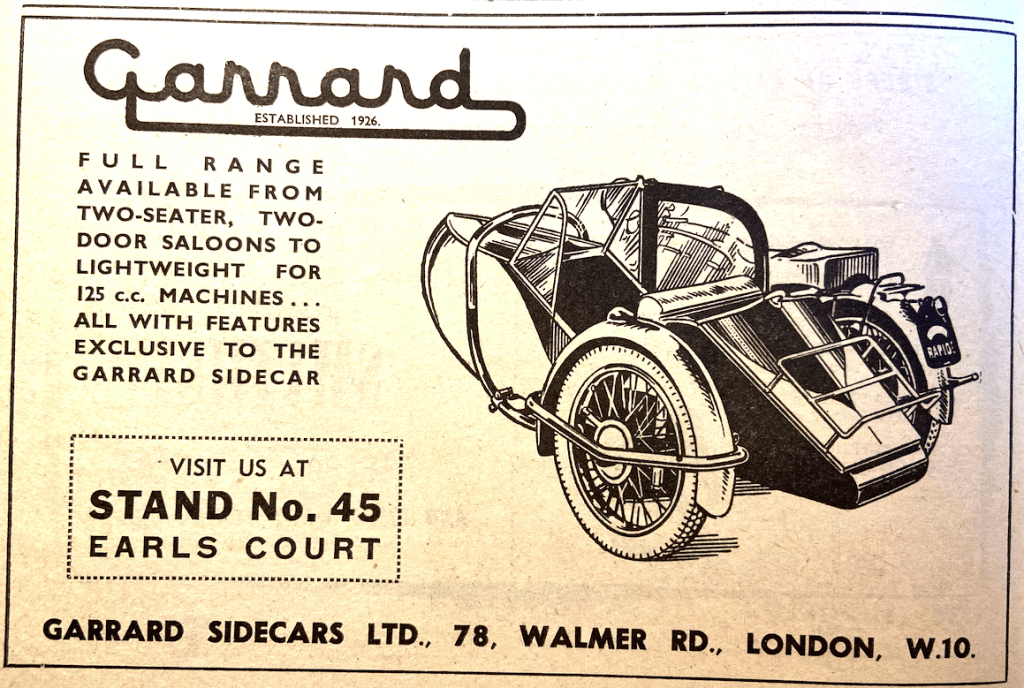 Garrard
ESTABLISHED 1926.
FULL RANGE
AVAILABLE FROM
TWO-SEATER, TWO-
DOOR SALOONS TO
LIGHTWEIGHT FOR
125 c.c. MACHINES...
ALL WITH FEATURES
EXCLUSIVE TO THE
GARRARD SIDECAR
RAPIDE
VISIT US AT
STAND No. 45
EARLS COURT
GARRARD SIDECARS LTD., 78, WALMER RD., LONDON, W.10.